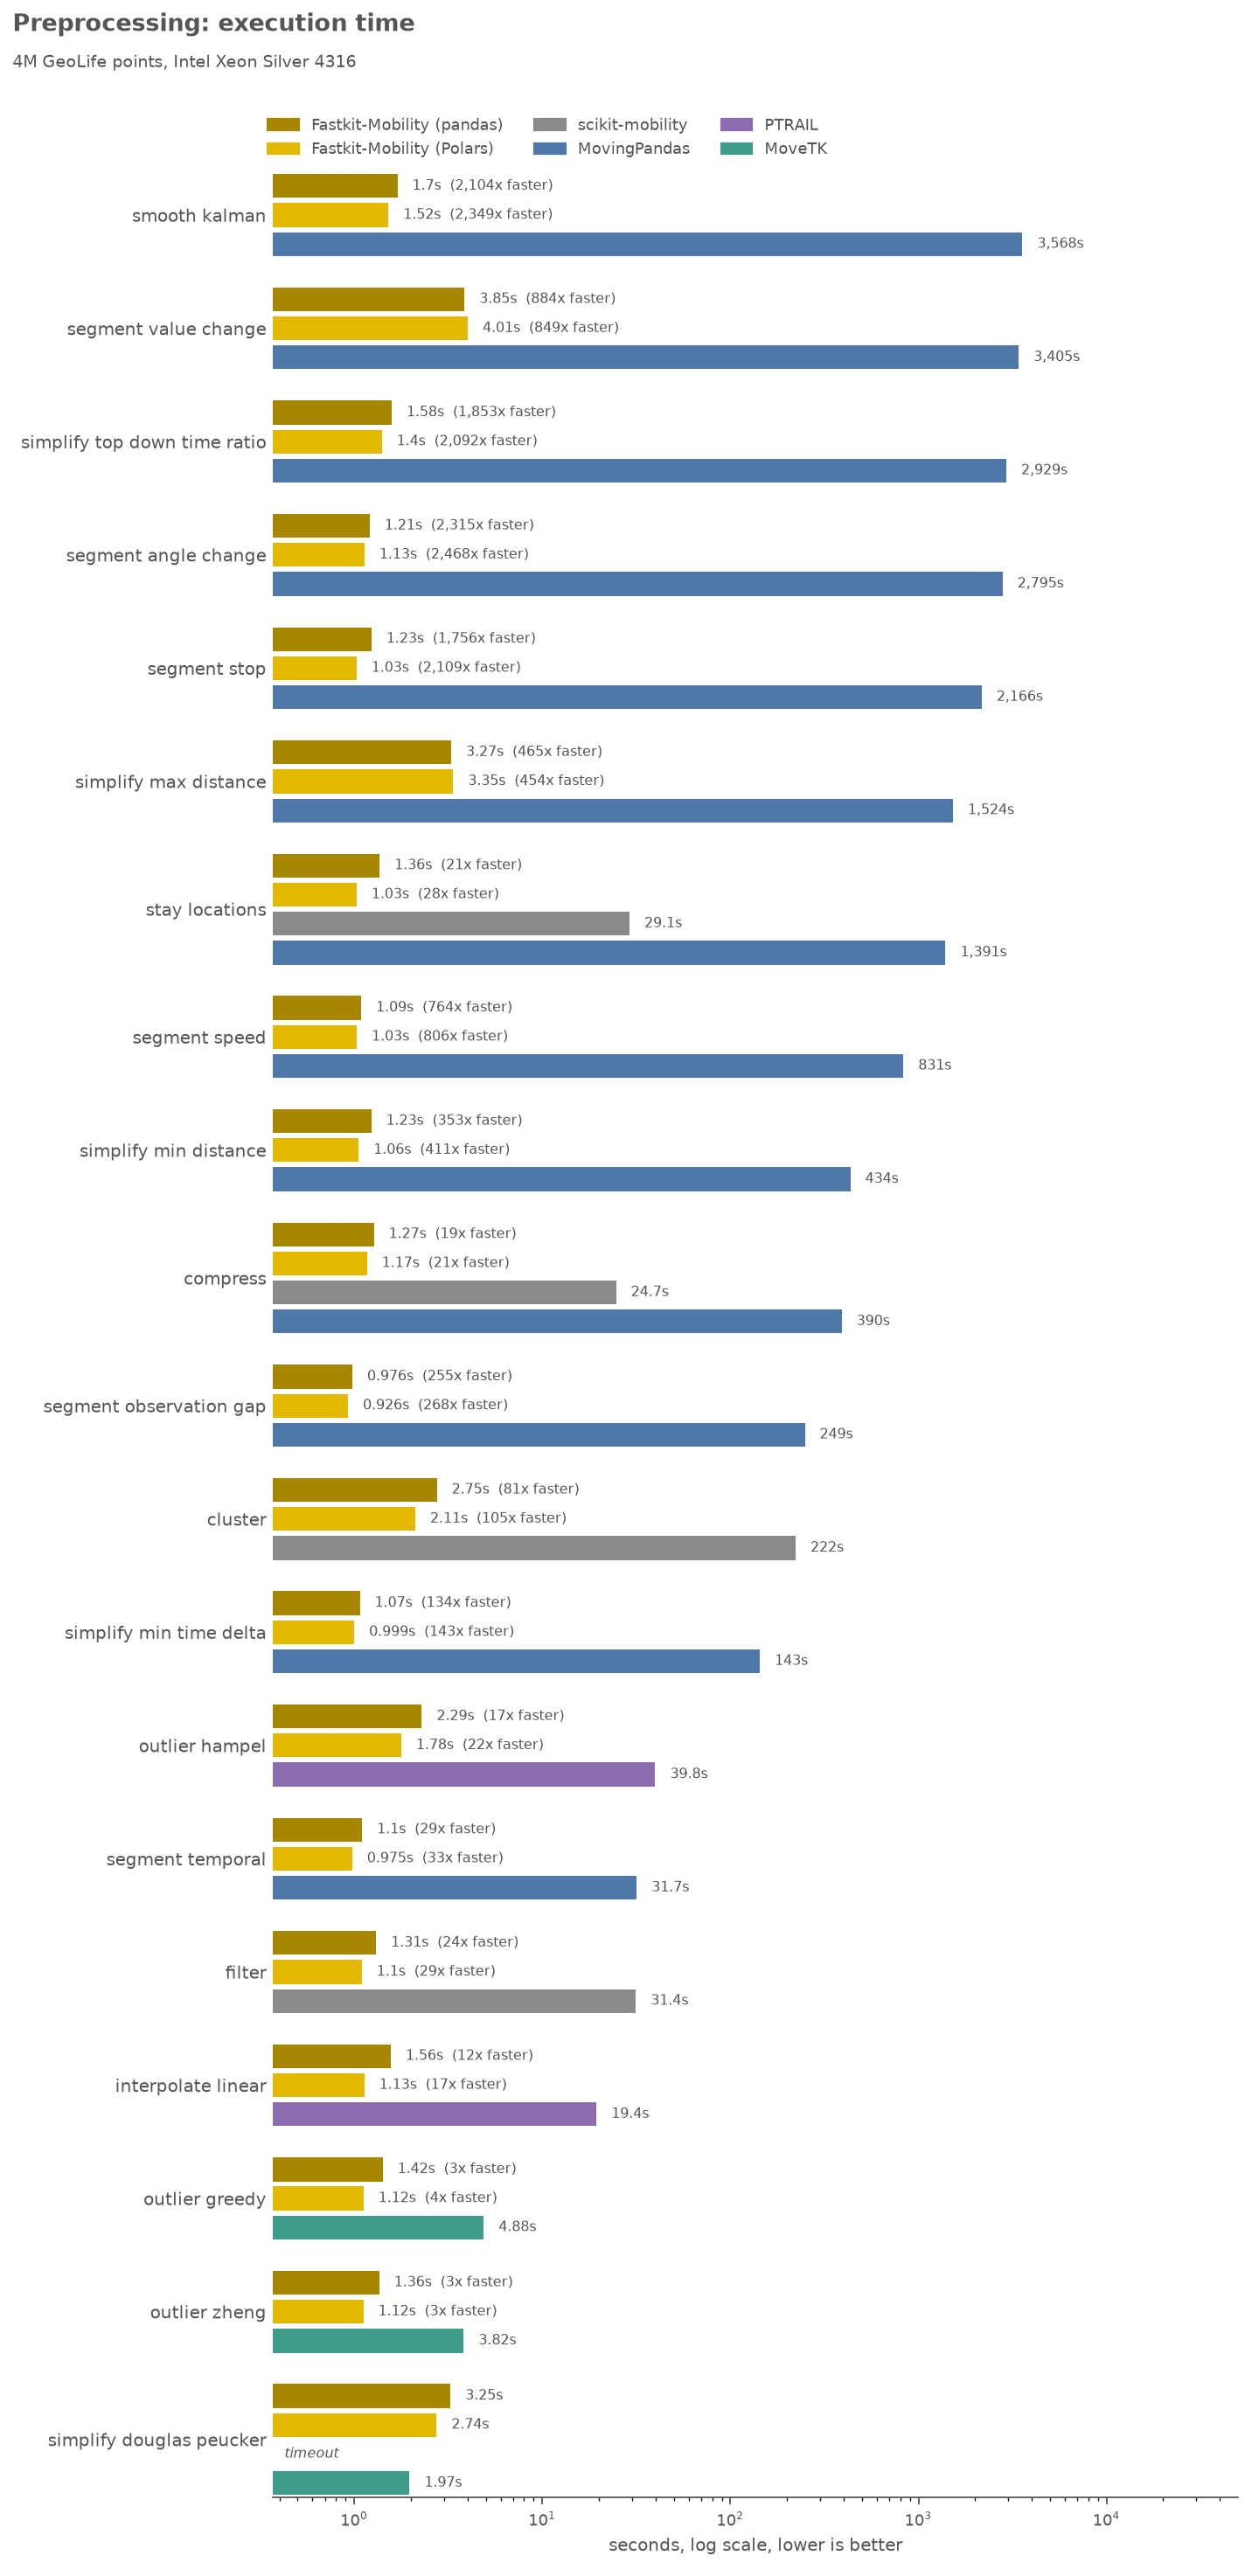 Preprocessing: execution time
4M GeoLife points, Intel Xeon Silver 4316
Fastkit-Mobility (pandas)
Fastkit-Mobility (Polars)
scikit-mobility
MovingPandas
PTRAIL
MoveTK
smooth kalman
1.7s (2,104x faster)
1.52s (2,349x faster)
3,568s
segment value change
3.85s (884x faster)
4.01s (849x faster)
3,405s
simplify top down time ratio
1.58s (1,853x faster)
1.4s (2,092x faster)
2,929s
segment angle change
1.21s (2,315x faster)
1.13s (2,468x faster)
2,795s
segment stop
1.23s (1,756x faster)
1.03s (2,109x faster)
2,166s
simplify max distance
3.27s (465x faster)
3.35s (454x faster)
1,524s
stay locations
1.36s (21x faster)
1.03s (28x faster)
29.1s
1,391s
segment speed
1.09s (764x faster)
1.03s (806x faster)
831s
simplify min distance
1.23s (353x faster)
1.06s (411x faster)
434s
compress
1.27s (19x faster)
1.17s (21x faster)
24.7s
390s
segment observation gap
0.976s (255x faster)
0.926s (268x faster)
249s
cluster
2.75s (81x faster)
2.11s (105x faster)
222s
simplify min time delta
1.07s (134x faster)
0.999s (143x faster)
143s
outlier hampel
2.29s (17x faster)
1.78s (22x faster)
39.8s
segment temporal
1.1s (29x faster)
0.975s (33x faster)
31.7s
filter
1.31s (24x faster)
1.1s (29x faster)
31.4s
interpolate linear
1.56s (12x faster)
1.13s (17x faster)
19.4s
outlier greedy
1.42s (3x faster)
1.12s (4x faster)
4.88s
outlier zheng
1.36s (3x faster)
1.12s (3x faster)
3.82s
simplify douglas peucker
3.25s
2.74s
timeout
1.97s
10⁰ 10¹ 10² 10³ 10⁴
seconds, log scale, lower is better